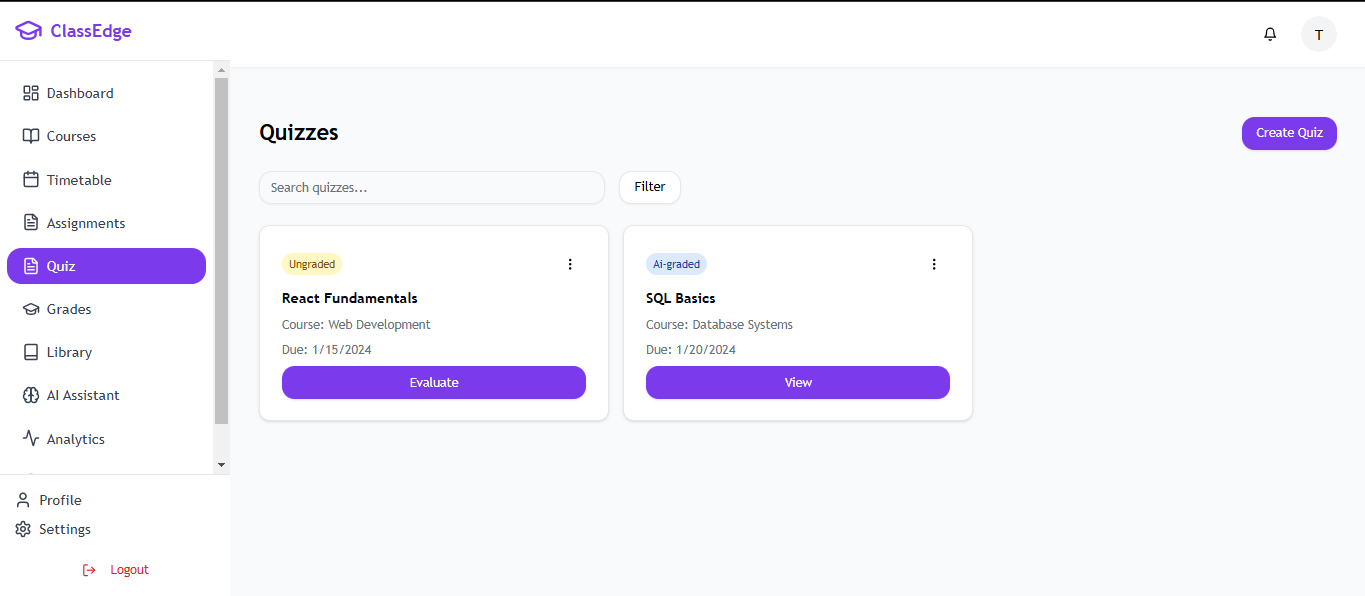 ClassEdge
T
Dashboard
Courses
Timetable
Assignments
Quiz
Grades
Library
AI Assistant
Analytics
Profile
Settings
Logout
Quizzes
Create Quiz
Search quizzes...
Filter
Ungraded
React Fundamentals
Course: Web Development
Due: 1/15/2024
Evaluate
Ai-graded
SQL Basics
Course: Database Systems
Due: 1/20/2024
View